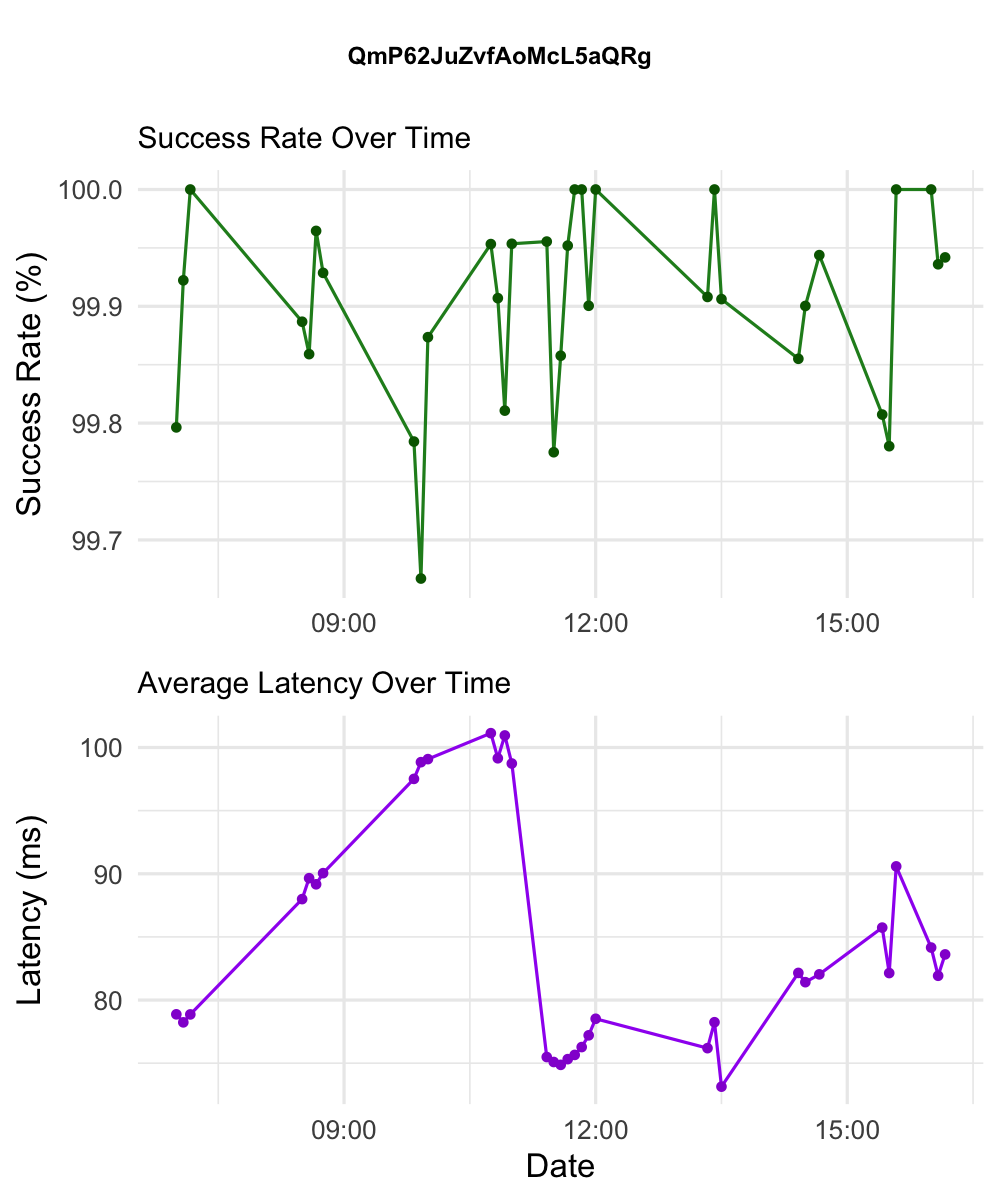 QmP62JuZvfAoMcL5aQRg
Success Rate Over Time
Success Rate (%)
100.0
99.9
99.8
99.7
09:00 12:00 15:00
Average Latency Over Time
Latency (ms)
100
90
80
09:00 12:00 15:00
Date